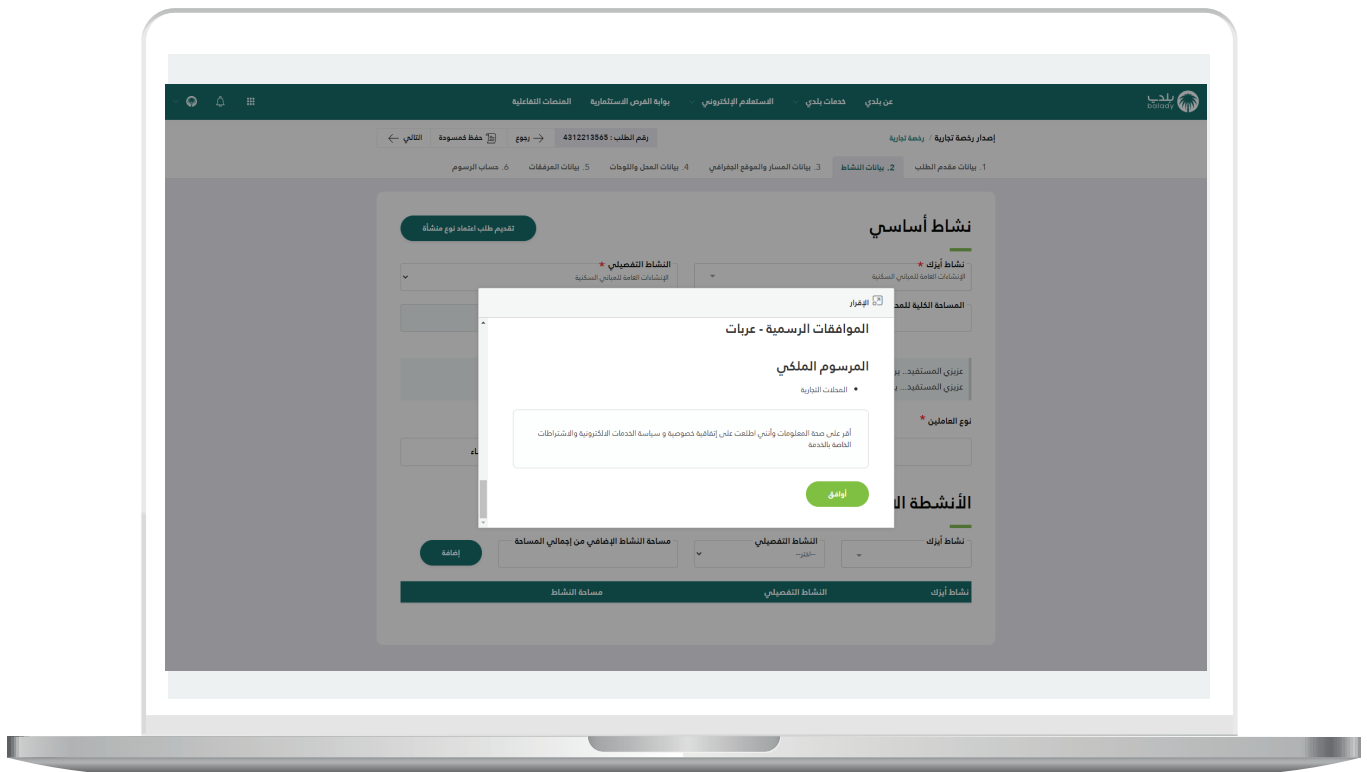 بلدي
balady
عن بلدي
خدمات بلدي
الاستعلام الإلكتروني
بوابة الفرص الاستثمارية
المنصات التفاعلية
إصدار رخصة تجارية / رخصة تجارية
رقم الطلب : 4312213565
رجوع
حفظ كمسودة
التالي
1. بيانات مقدم الطلب
2. بيانات النشاط
3. بيانات المسار والموقع الجغرافي
4. بيانات المحل واللوحات
5. بيانات المرفقات
6. حساب الرسوم
نشاط أساسي
تقديم طلب اعتماد نوع منشأة
نشاط أيزك *
الإنشاءات العامة للمباني السكنية
النشاط التفصيلي *
الإنشاءات العامة للمباني السكنية
المساحة الكلية للمح
الإقرار
الموافقات الرسمية - عربات
المرسوم الملكي
المحلات التجارية
أقر على صحة المعلومات وأنني اطلعت على إتفاقية خصوصية و سياسة الخدمات الالكترونية والاشتراطات
الخاصة بالخدمة
أوافق
عزيزي المستفيد.. ير
عزيزي المستفيد... ي
نوع العاملين *
اء
الأنشطة الا
نشاط أيزك
النشاط التفصيلي
--اختر--
مساحة النشاط الإضافي من إجمالي المساحة
إضافة
نشاط أيزك
النشاط التفصيلي
مساحة النشاط